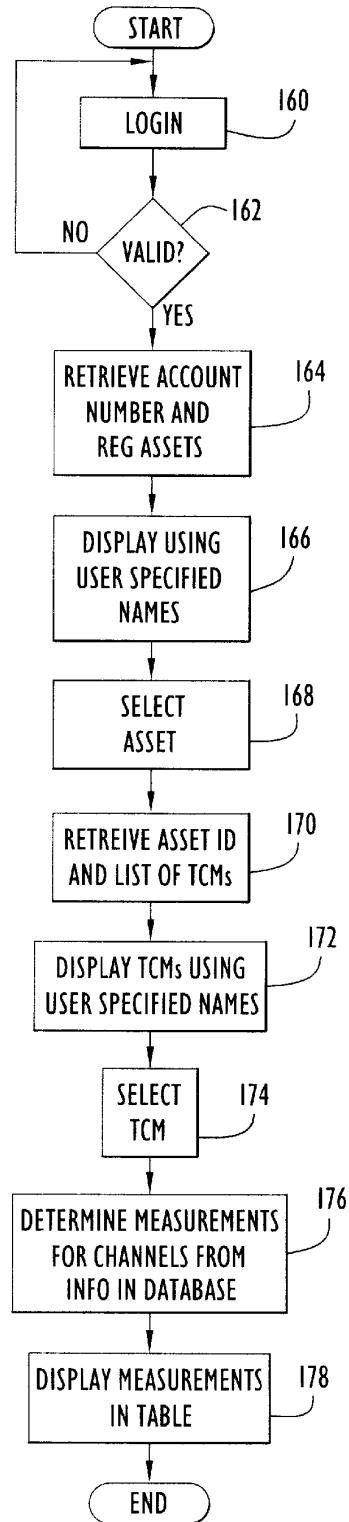 START
LOGIN
160
VALID?
162
NO
YES
RETRIEVE ACCOUNT
NUMBER AND
REG ASSETS
164
DISPLAY USING
USER SPECIFIED
NAMES
166
SELECT
ASSET
168
RETREIVE ASSET ID
AND LIST OF TCMs
170
DISPLAY TCMs USING
USER SPECIFIED NAMES
172
SELECT
TCM
174
DETERMINE MEASUREMENTS
FOR CHANNELS FROM
INFO IN DATABASE
176
DISPLAY MEASUREMENTS
IN TABLE
178
END